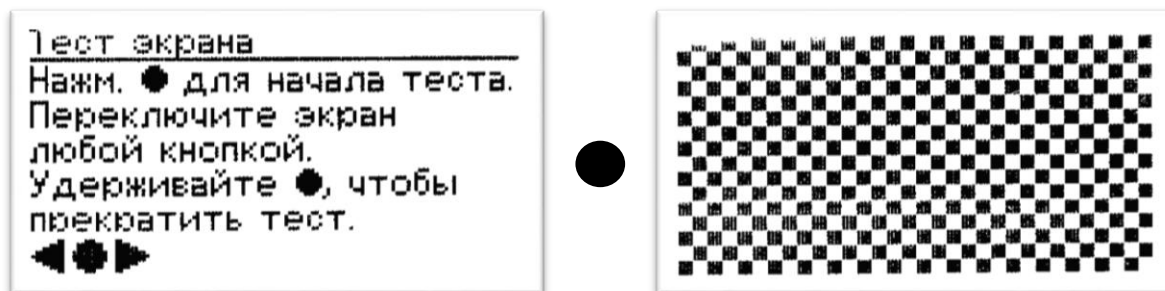 Тест экрана
Нажм. ● для начала теста.
Переключите экран
любой кнопкой.
Удерживайте ●, чтобы
прекратить тест.
◀●▶